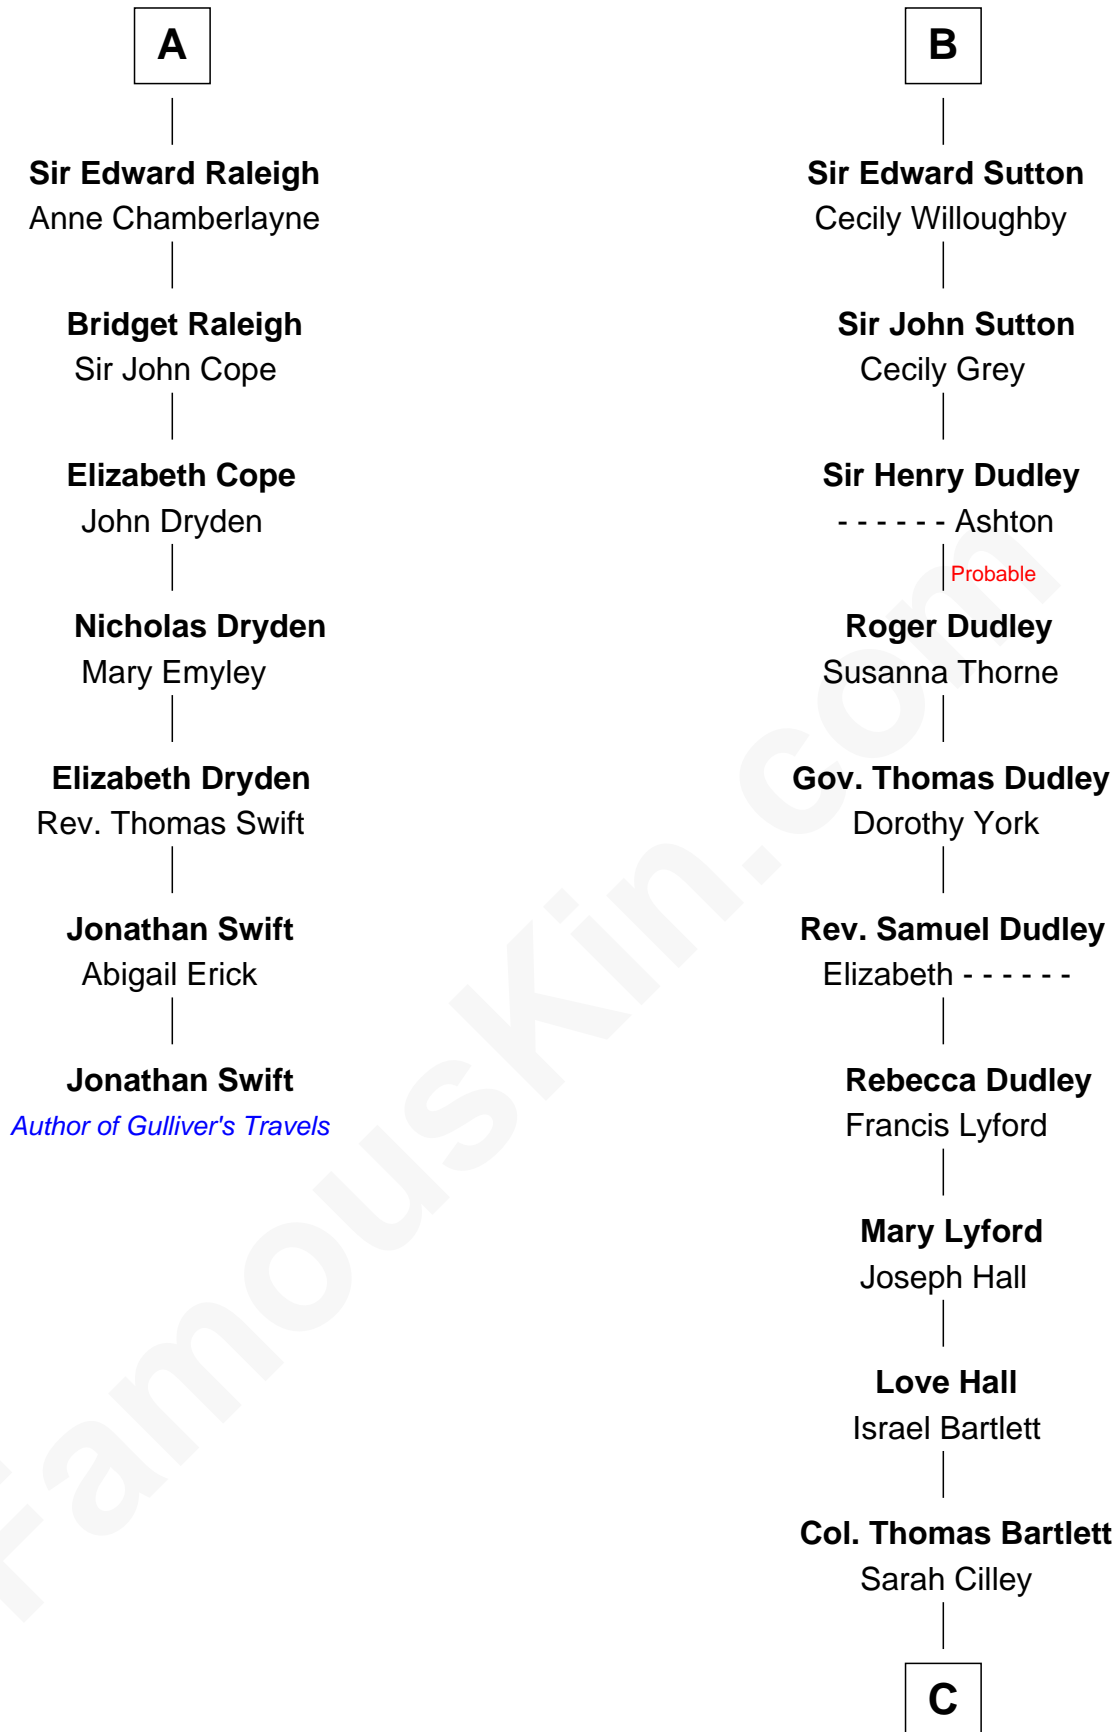 A
Sir Edward Raleigh
Anne Chamberlayne
Bridget Raleigh
Sir John Cope
Elizabeth Cope
John Dryden
Nicholas Dryden
Mary Emyley
Elizabeth Dryden
Rev. Thomas Swift
Jonathan Swift
Abigail Erick
Jonathan Swift
Author of Gulliver's Travels
B
Sir Edward Sutton
Cecily Willoughby
Sir John Sutton
Cecily Grey
Sir Henry Dudley
- - - - - - Ashton
Probable
Roger Dudley
Susanna Thorne
Gov. Thomas Dudley
Dorothy York
Rev. Samuel Dudley
Elizabeth - - - - - -
Rebecca Dudley
Francis Lyford
Mary Lyford
Joseph Hall
Love Hall
Israel Bartlett
Col. Thomas Bartlett
Sarah Cilley
C
FamousKin.com